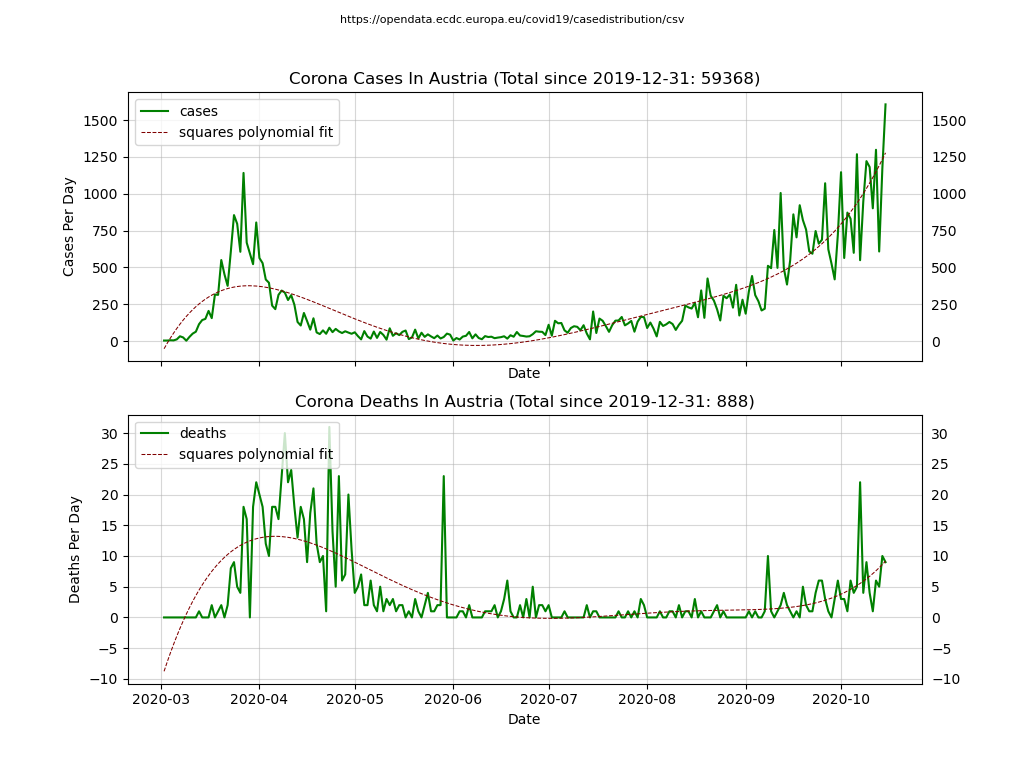 https://opendata.ecdc.europa.eu/covid19/casedistribution/csv
Corona Cases In Austria (Total since 2019-12-31: 59368)
cases
squares polynomial fit
Cases Per Day
1500
1250
1000
750
500
250
0
1500
1250
1000
750
500
250
0
Date
Corona Deaths In Austria (Total since 2019-12-31: 888)
deaths
squares polynomial fit
Deaths Per Day
30
25
20
15
10
5
0
−5
−10
30
25
20
15
10
5
0
−5
−10
2020-03 2020-04 2020-05 2020-06 2020-07 2020-08 2020-09 2020-10
Date